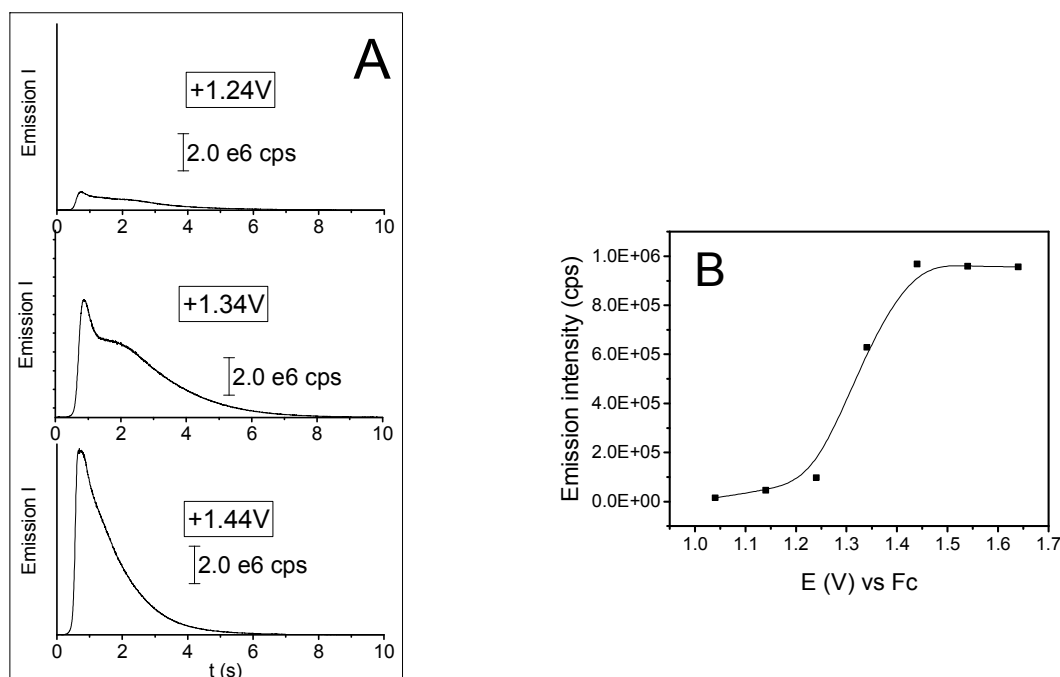 A
Emission I
+1.24V
2.0 e6 cps
0 2 4 6 8 10
Emission I
+1.34V
2.0 e6 cps
0 2 4 6 8 10
Emission I
+1.44V
2.0 e6 cps
0 2 4 6 8 10
t (s)
B
Emission intensity (cps)
1.0E+06
8.0E+05
6.0E+05
4.0E+05
2.0E+05
0.0E+00
1.0 1.1 1.2 1.3 1.4 1.5 1.6 1.7
E (V) vs Fc